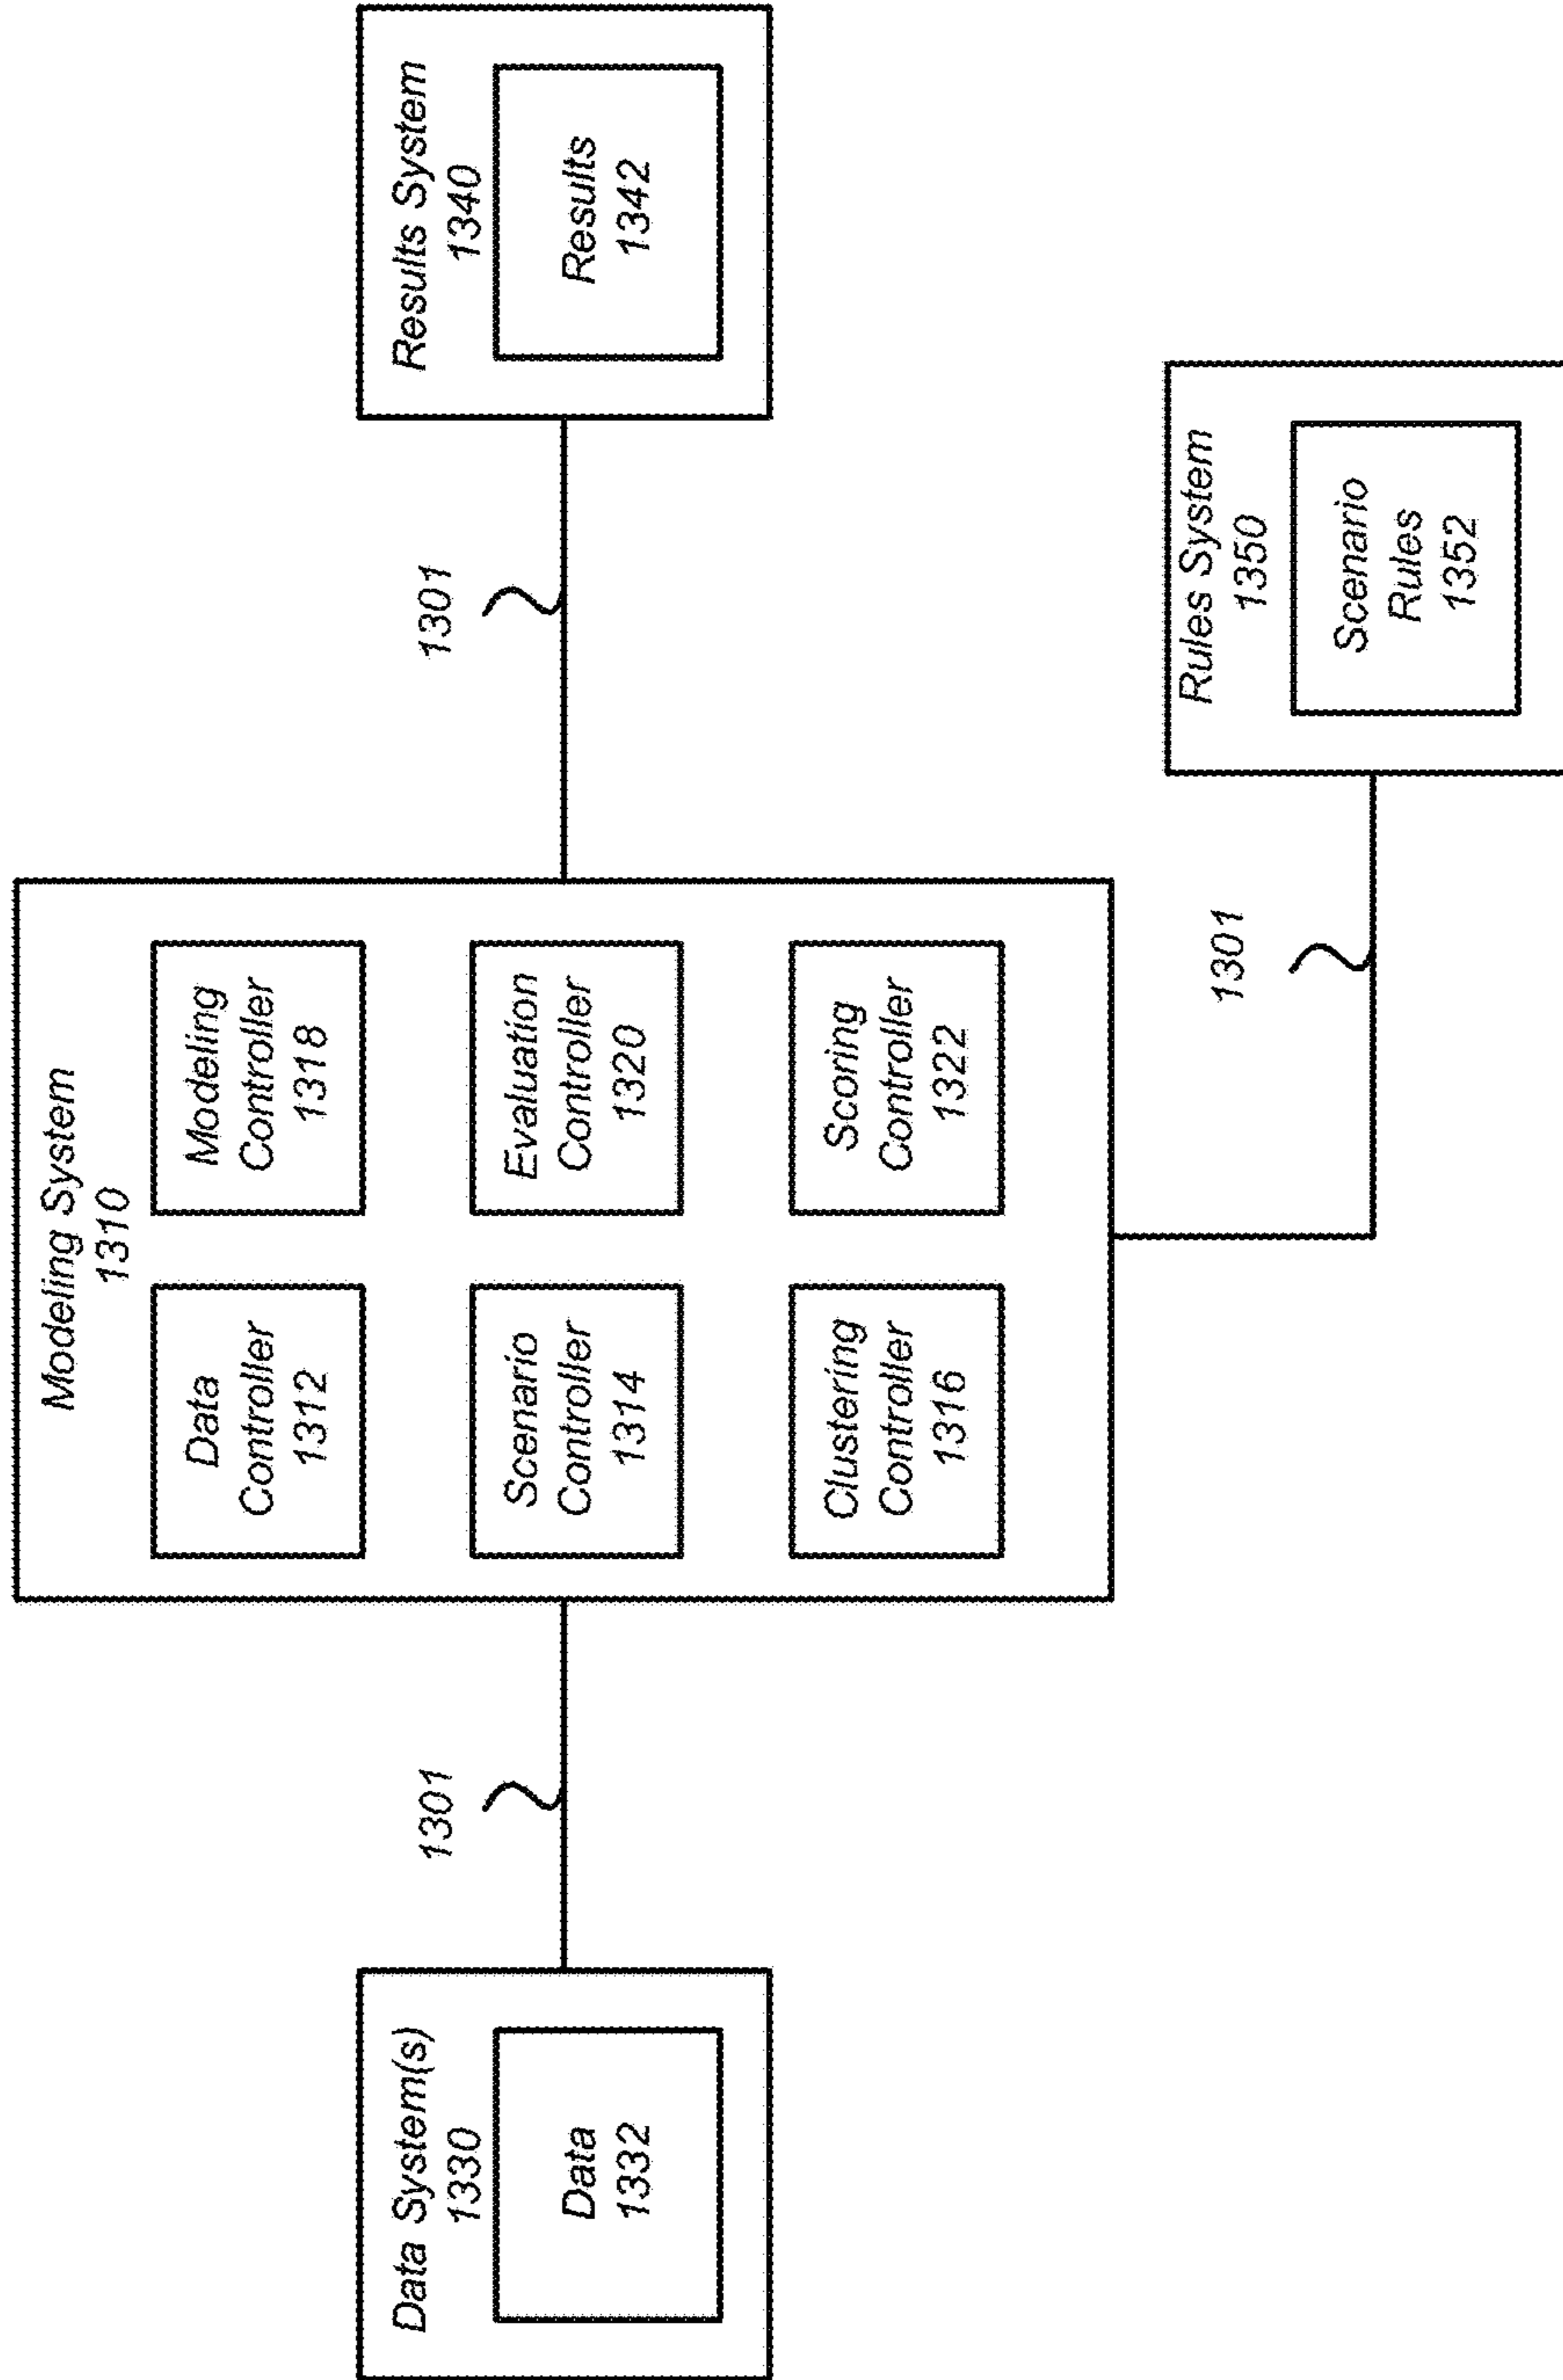 Modeling System
1310
Data
Controller
1312
Modeling
Controller
1318
Scenario
Controller
1314
Evaluation
Controller
1320
Clustering
Controller
1316
Scoring
Controller
1322
Data System(s)
1330
Data
1332
1301
1301
Results System
1340
Results
1342
1301
Rules System
1350
Scenario
Rules
1352